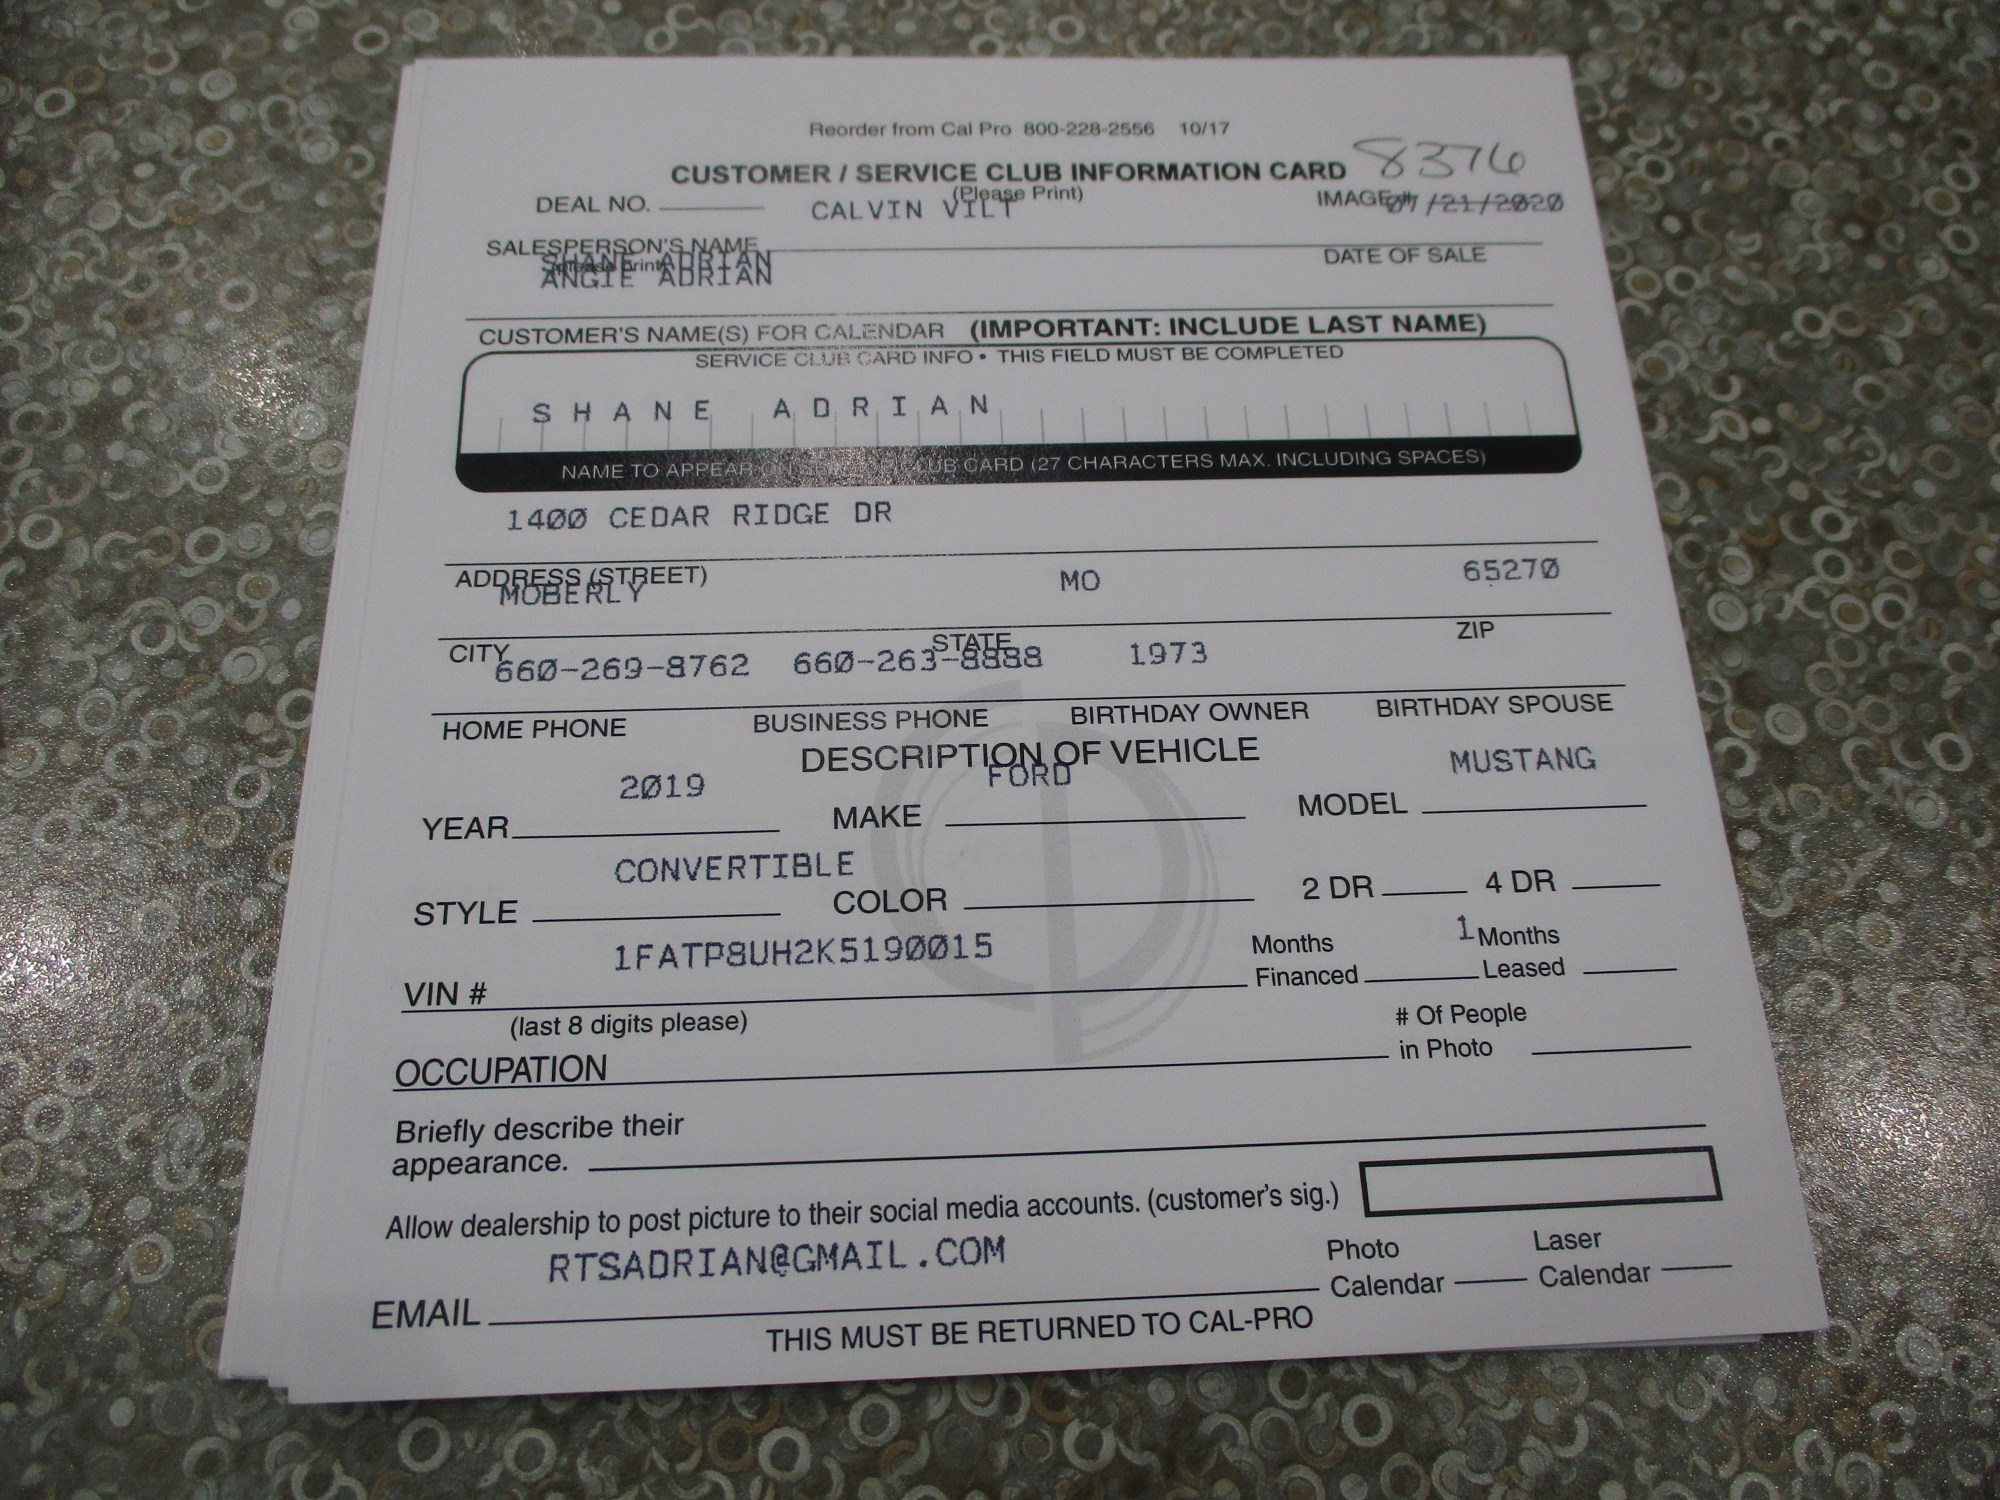 Reorder from Cal Pro 800-228-2556 10/17
CUSTOMER / SERVICE CLUB INFORMATION CARD 8376
(Please Print)
DEAL NO. CALVIN VILT IMAGE# 07/21/2020
SALESPERSON'S NAME DATE OF SALE
(please print)
SHANE ADRIAN
ANGIE ADRIAN
CUSTOMER'S NAME(S) FOR CALENDAR (IMPORTANT: INCLUDE LAST NAME)
SERVICE CLUB CARD INFO • THIS FIELD MUST BE COMPLETED
SHANE ADRIAN
NAME TO APPEAR ON SERVICE CLUB CARD (27 CHARACTERS MAX. INCLUDING SPACES)
1400 CEDAR RIDGE DR
ADDRESS (STREET)
MOBERLY MO 65270
CITY STATE ZIP
660-269-8762 660-263-8888 1973
HOME PHONE BUSINESS PHONE BIRTHDAY OWNER BIRTHDAY SPOUSE
DESCRIPTION OF VEHICLE
2019 FORD MUSTANG
YEAR MAKE MODEL
CONVERTIBLE
STYLE COLOR 2 DR 4 DR
1FATP8UH2K5190015 Months 1 Months
VIN # Financed Leased
(last 8 digits please) # Of People
OCCUPATION in Photo
Briefly describe their
appearance.
Allow dealership to post picture to their social media accounts. (customer's sig.)
RTSADRIAN@GMAIL.COM Photo Laser
EMAIL Calendar Calendar
THIS MUST BE RETURNED TO CAL-PRO